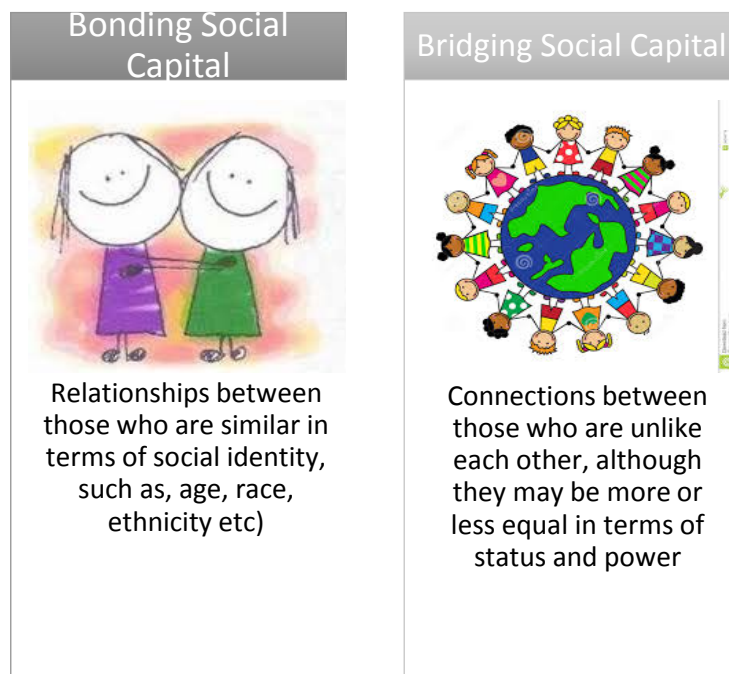 Bonding Social
Capital
Relationships between
those who are similar in
terms of social identity,
such as, age, race,
ethnicity etc)
Bridging Social Capital
Connections between
those who are unlike
each other, although
they may be more or
less equal in terms of
status and power